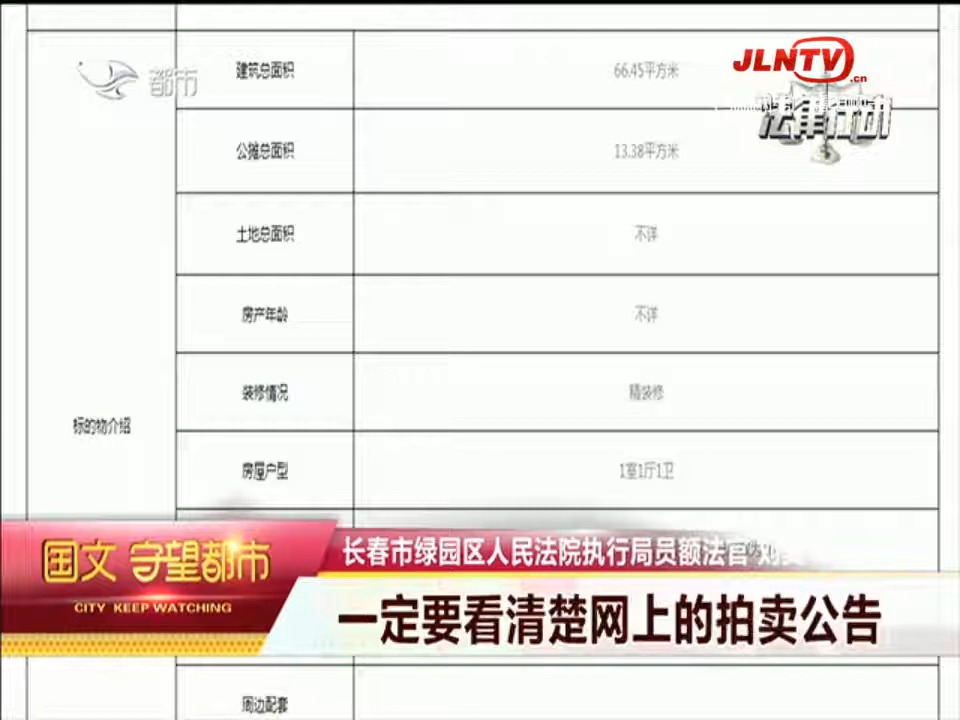 建筑总面积 66.45平方米
都市
JLNTV
.cn
法律行动
公摊总面积 13.38平方米
土地总面积 不详
房产年龄 不详
装修情况 精装修
标的物介绍
房屋户型 1室1厅1卫
国文 守望都市
CITY KEEP WATCHING
长春市绿园区人民法院执行局员额法官
一定要看清楚网上的拍卖公告
周边配套